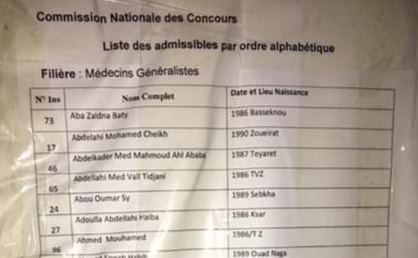 Commission Nationale des Concours
Liste des admissibles par ordre alphabétique
Filière : Médecins Généralistes
N° Ins Nom Complet Date et Lieu Naissance
73 Aba Zaidna Baty 1986 Basseknou
17 Abdelahi Mohamed Cheikh 1990 Zoueirat
46 Abdelkader Med Mahmoud Ahl Ababa 1987 Teyaret
65 Abdellahi Med Vall Tidjani 1986 TVZ
24 Abou Oumar Sy 1989 Sebkha
27 Adoulla Abdellahi Haiba 1986 Ksar
96 Ahmed Mouhamed 1986/T Z
1989 Ouad Naga